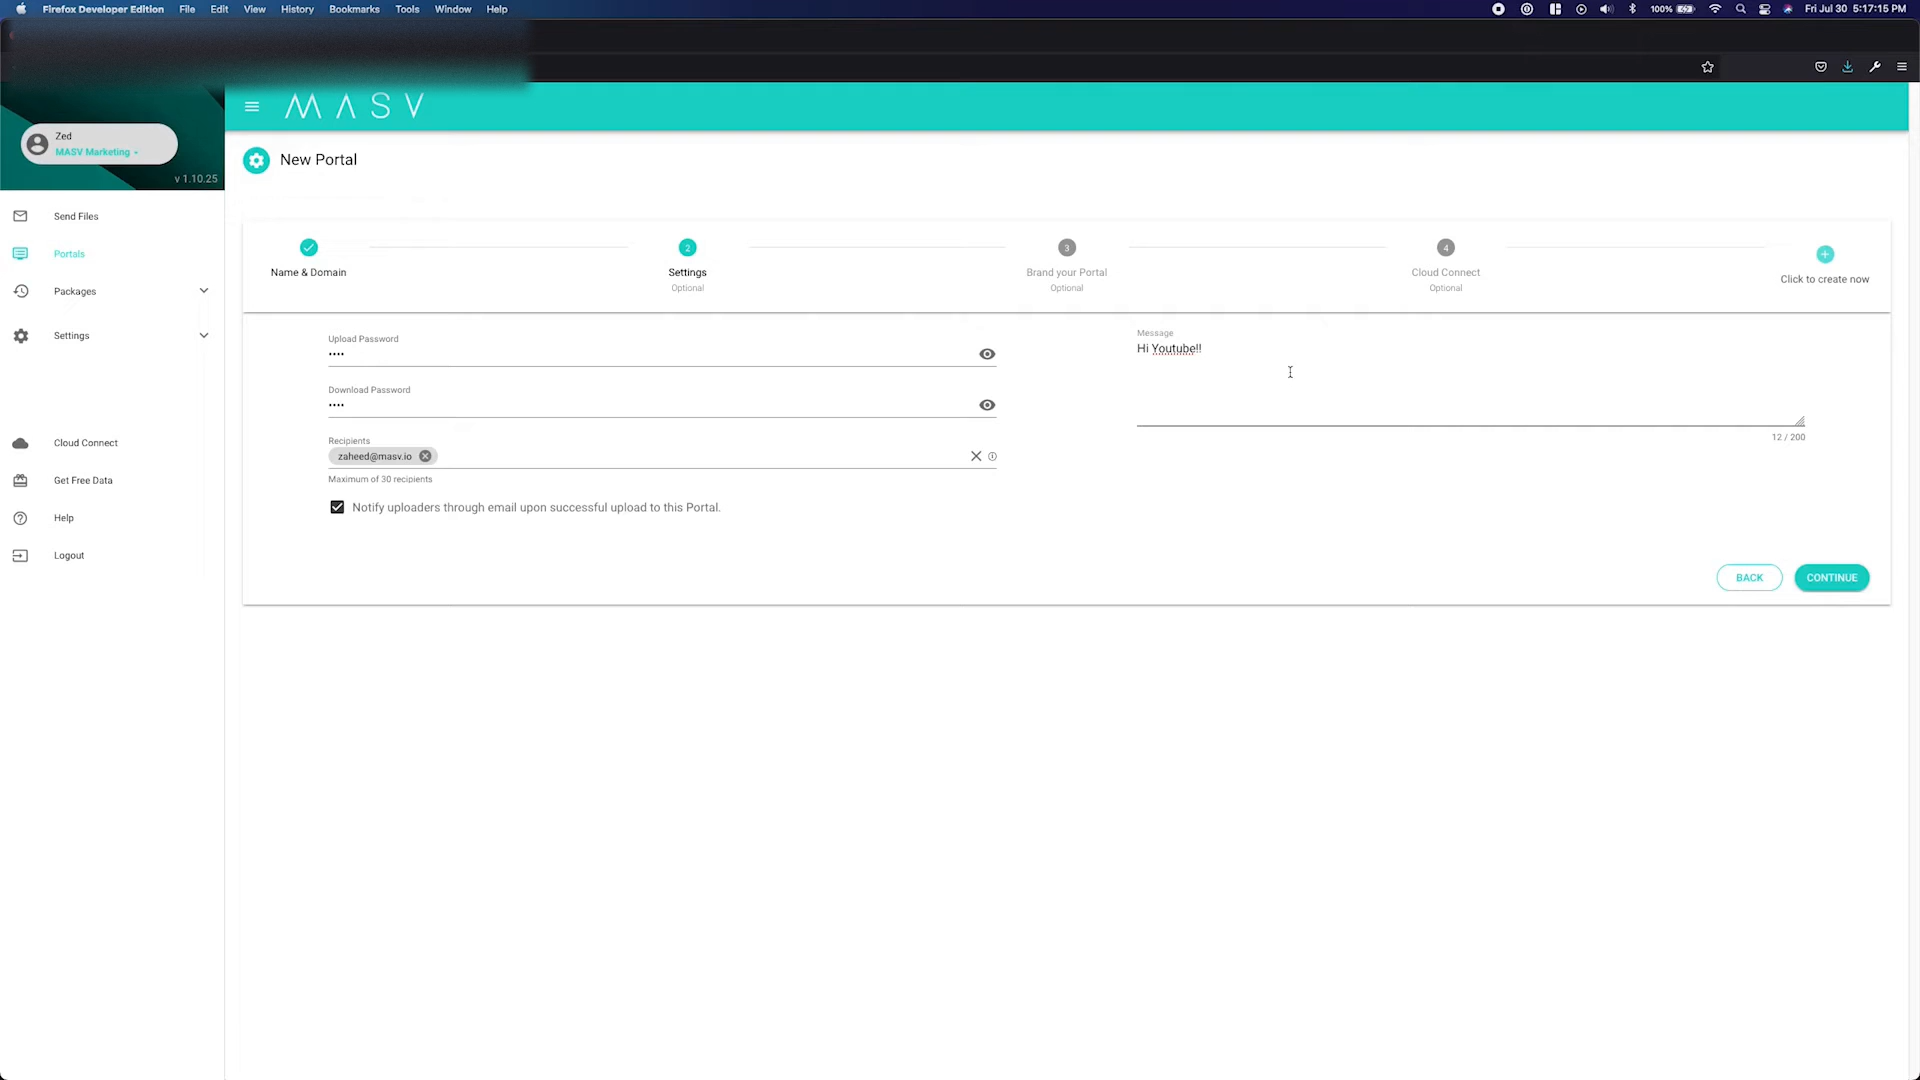 Firefox Developer Edition File Edit View History Bookmarks Tools Window Help 100% Fri Jul 30 5:17:15 PM
MASV
Zed
MASV Marketing
v 1.10.25
New Portal
Send Files
Portals
Packages
Settings
Cloud Connect
Get Free Data
Help
Logout
2 3 4
Name & Domain Settings Brand your Portal Cloud Connect Click to create now
Optional Optional Optional
Upload Password
••••
Download Password
••••
Recipients
zaheed@masv.io
Maximum of 30 recipients
Notify uploaders through email upon successful upload to this Portal.
Message
Hi Youtube!!
12 / 200
BACK CONTINUE